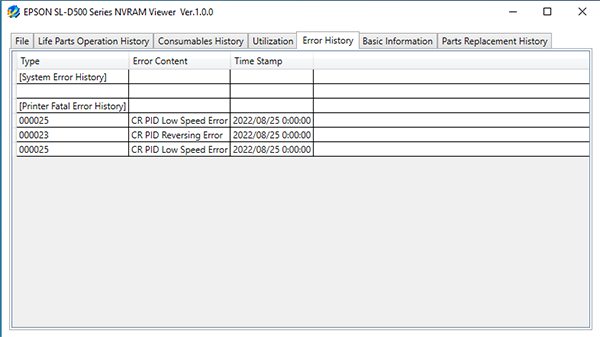 EPSON SL-D500 Series NVRAM Viewer Ver.1.0.0
File Life Parts Operation History Consumables History Utilization Error History Basic Information Parts Replacement History
Type Error Content Time Stamp
[System Error History]
[Printer Fatal Error History]
000025 CR PID Low Speed Error 2022/08/25 0:00:00
000023 CR PID Reversing Error 2022/08/25 0:00:00
000025 CR PID Low Speed Error 2022/08/25 0:00:00